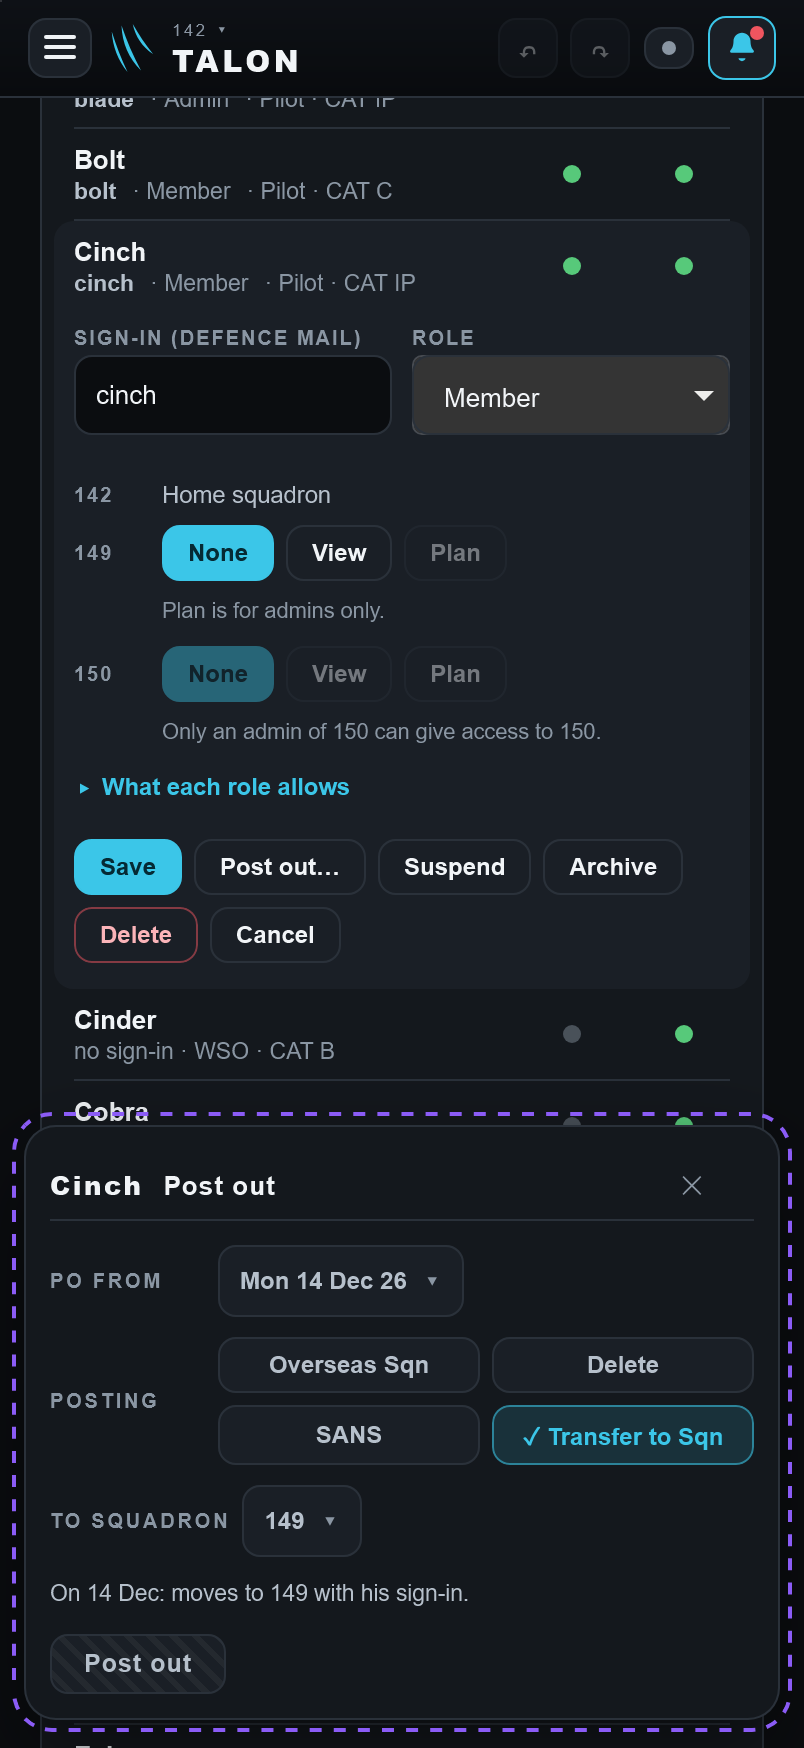 142 ▾
TALON
blade · Admin · Pilot · CAT IP
Bolt
bolt · Member · Pilot · CAT C
Cinch
cinch · Member · Pilot · CAT IP
SIGN-IN (DEFENCE MAIL) ROLE
cinch Member
142 Home squadron
149 None View Plan
Plan is for admins only.
150 None View Plan
Only an admin of 150 can give access to 150.
▸ What each role allows
Save Post out… Suspend Archive
Delete Cancel
Cinder
no sign-in · WSO · CAT B
Cobra
Cinch Post out
PO FROM Mon 14 Dec 26 ▾
POSTING
Overseas Sqn Delete
SANS ✓ Transfer to Sqn
TO SQUADRON 149 ▾
On 14 Dec: moves to 149 with his sign-in.
Post out